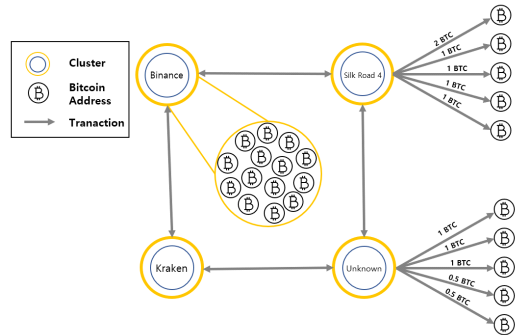 Cluster
Bitcoin
Address
Tranaction
Binance
Silk Road 4
2 BTC
1 BTC
1 BTC
1 BTC
1 BTC
Kraken
Unknown
1 BTC
1 BTC
1 BTC
0.5 BTC
0.5 BTC